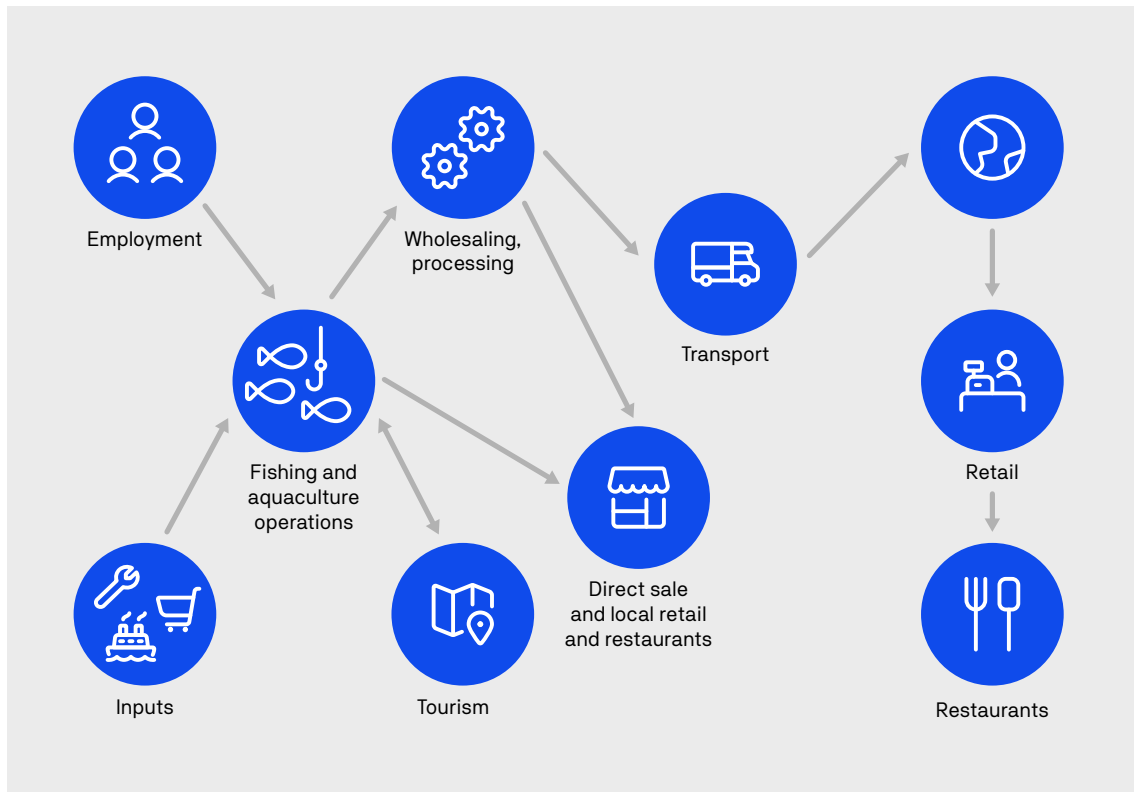 Employment
Wholesaling,
processing
Transport
Fishing and
aquaculture
operations
Retail
Direct sale
and local retail
and restaurants
Inputs
Tourism
Restaurants